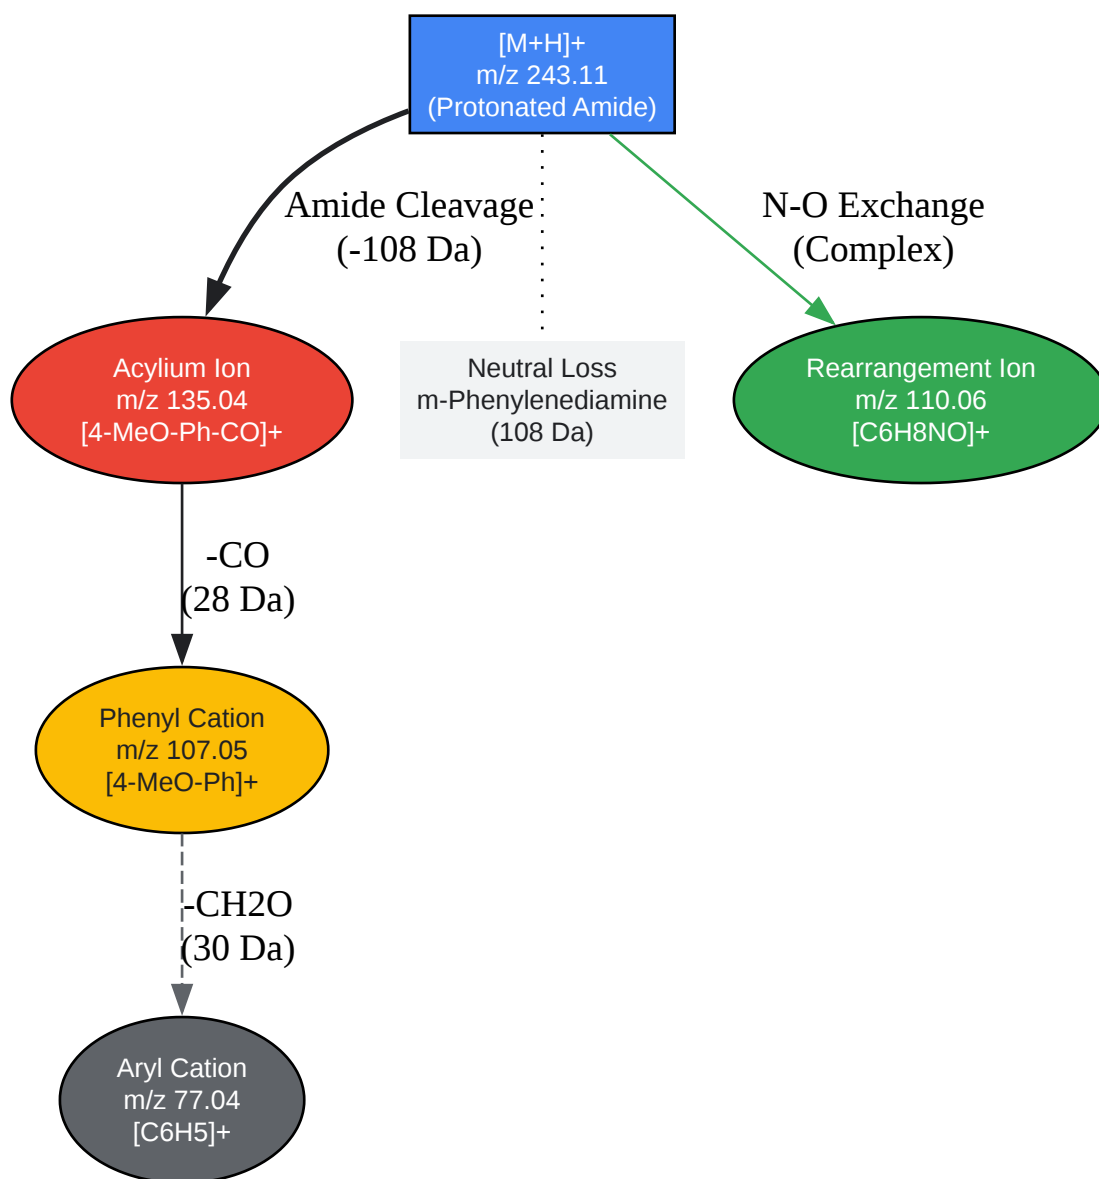 [M+H]+
m/z 243.11
(Protonated Amide)
Amide Cleavage
(-108 Da)
N-O Exchange
(Complex)
Acylium Ion
m/z 135.04
[4-MeO-Ph-CO]+
Neutral Loss
m-Phenylenediamine
(108 Da)
Rearrangement Ion
m/z 110.06
[C6H8NO]+
-CO
(28 Da)
Phenyl Cation
m/z 107.05
[4-MeO-Ph]+
-CH2O
(30 Da)
Aryl Cation
m/z 77.04
[C6H5]+